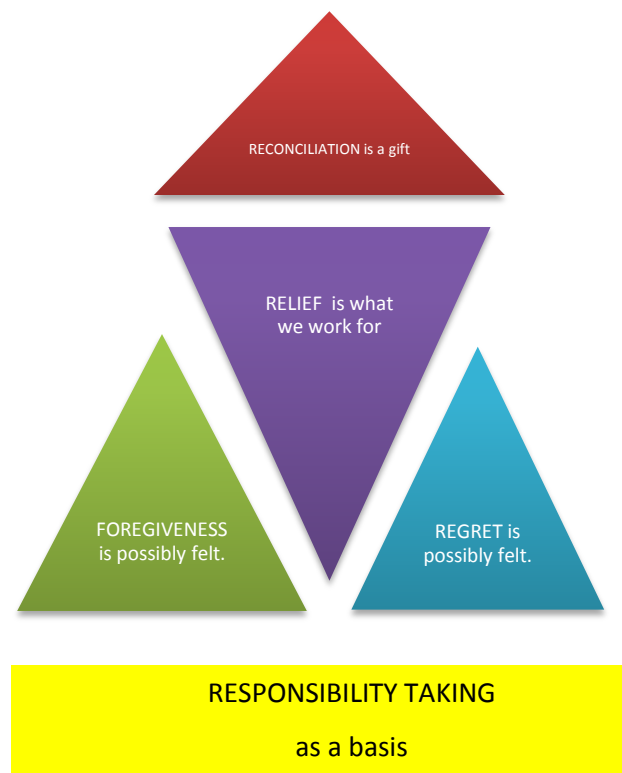 RECONCILIATION is a gift
RELIEF is what
we work for
FOREGIVENESS
is possibly felt.
REGRET is
possibly felt.
RESPONSIBILITY TAKING
as a basis